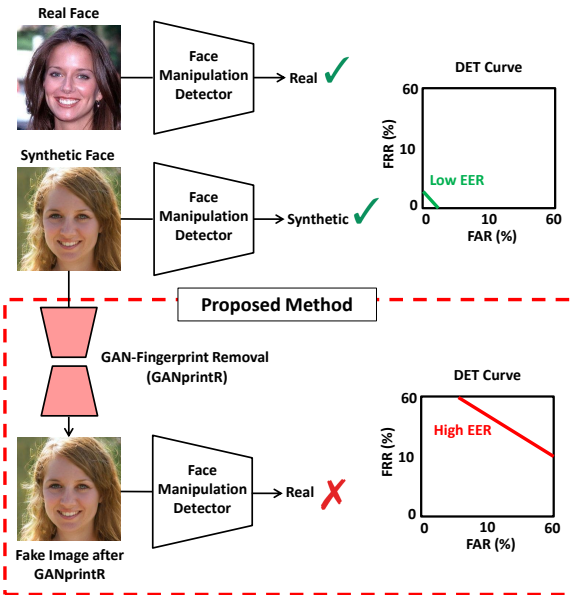 Real Face
Face
Manipulation
Detector
Real
Synthetic Face
Face
Manipulation
Detector
Synthetic
DET Curve
60
10
0
FRR (%)
Low EER
0 10 60
FAR (%)
Proposed Method
GAN-Fingerprint Removal
(GANprintR)
Face
Manipulation
Detector
Real
Fake Image after
GANprintR
DET Curve
60
10
0
FRR (%)
High EER
0 10 60
FAR (%)